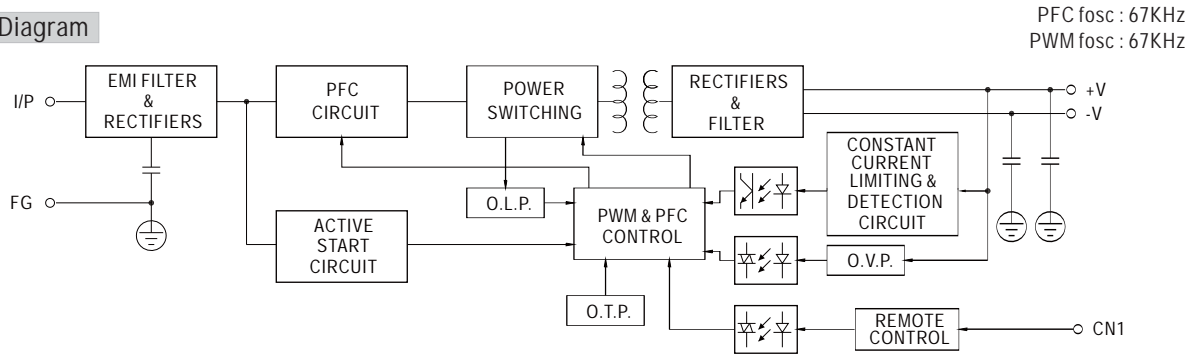 Diagram
PFC fosc : 67KHz
PWM fosc : 67KHz
I/P
EMI FILTER
&
RECTIFIERS
PFC
CIRCUIT
POWER
SWITCHING
RECTIFIERS
&
FILTER
+V
-V
FG
ACTIVE
START
CIRCUIT
O.L.P.
PWM & PFC
CONTROL
O.T.P.
CONSTANT
CURRENT
LIMITING &
DETECTION
CIRCUIT
O.V.P.
REMOTE
CONTROL
CN1